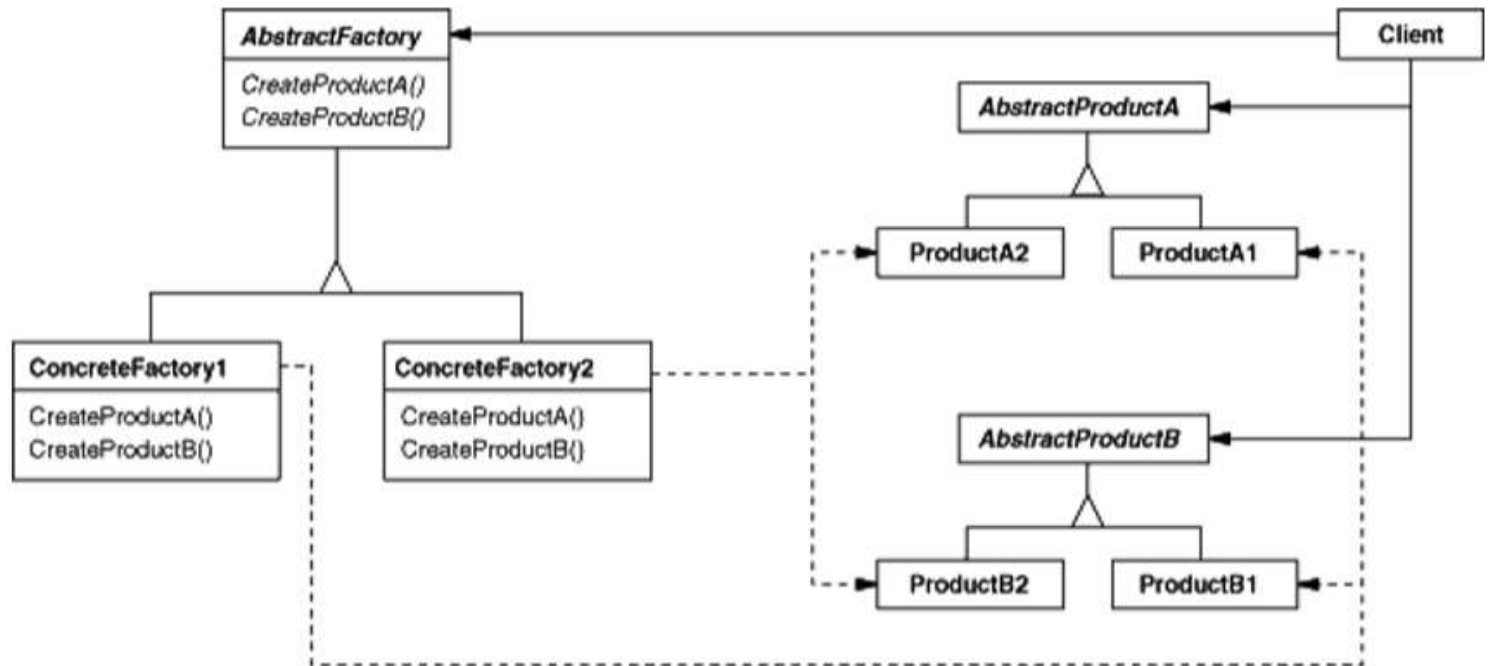 AbstractFactory
CreateProductA()
CreateProductB()
Client
AbstractProductA
ProductA2
ProductA1
ConcreteFactory1
CreateProductA()
CreateProductB()
ConcreteFactory2
CreateProductA()
CreateProductB()
AbstractProductB
ProductB2
ProductB1